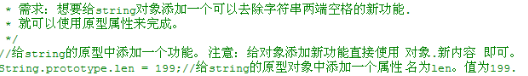 * 需求：想要给string对象添加一个可以去除字符串两端空格的新功能.
* 就可以使用原型属性来完成。
*/
//给string的原型中添加一个功能。注意：给对象添加新功能直接使用 对象.新内容 即可。
String.prototype.len = 199;//给string的原型对象中添加一个属性 名为len。值为199.